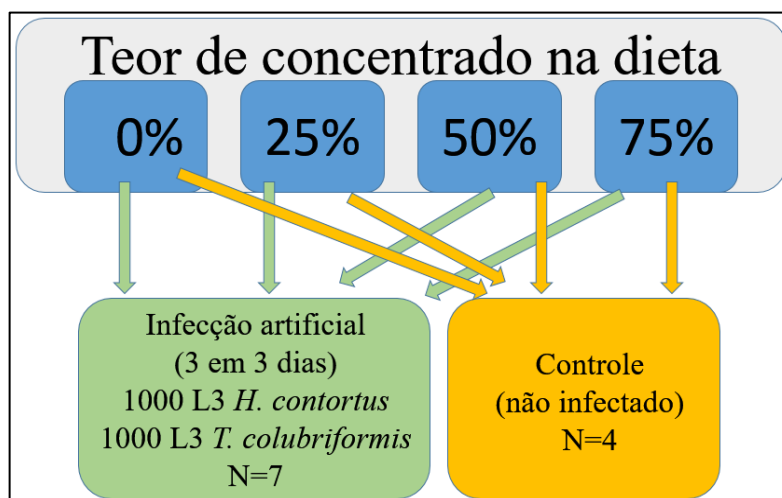 Teor de concentrado na dieta
0% 25% 50% 75%
Infecção artificial
(3 em 3 dias)
1000 L3 H. contortus
1000 L3 T. colubriformis
N=7
Controle
(não infectado)
N=4